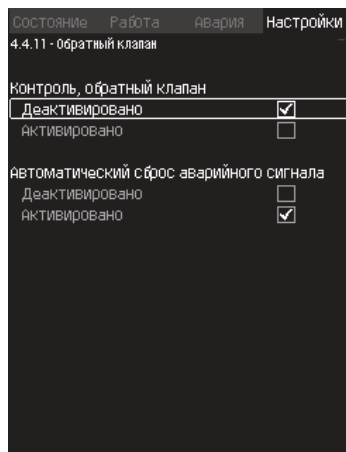 Состояние Работа Авария Настройки
4.4.11 - Обратный клапан
Контроль, обратный клапан
Деактивировано
Активировано
Автоматический сброс аварийного сигнала
Деактивировано
Активировано